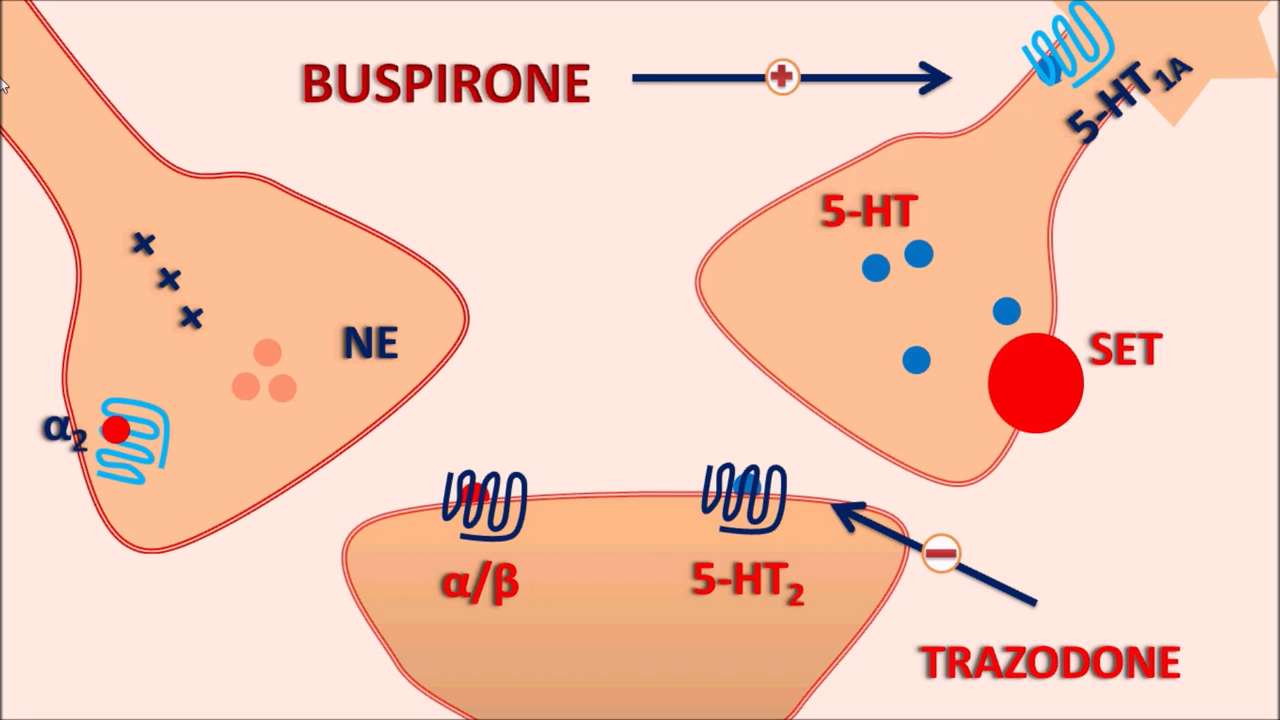 BUSPIRONE
5-HT1A
5-HT
NE
SET
α2
α/β
5-HT2
TRAZODONE